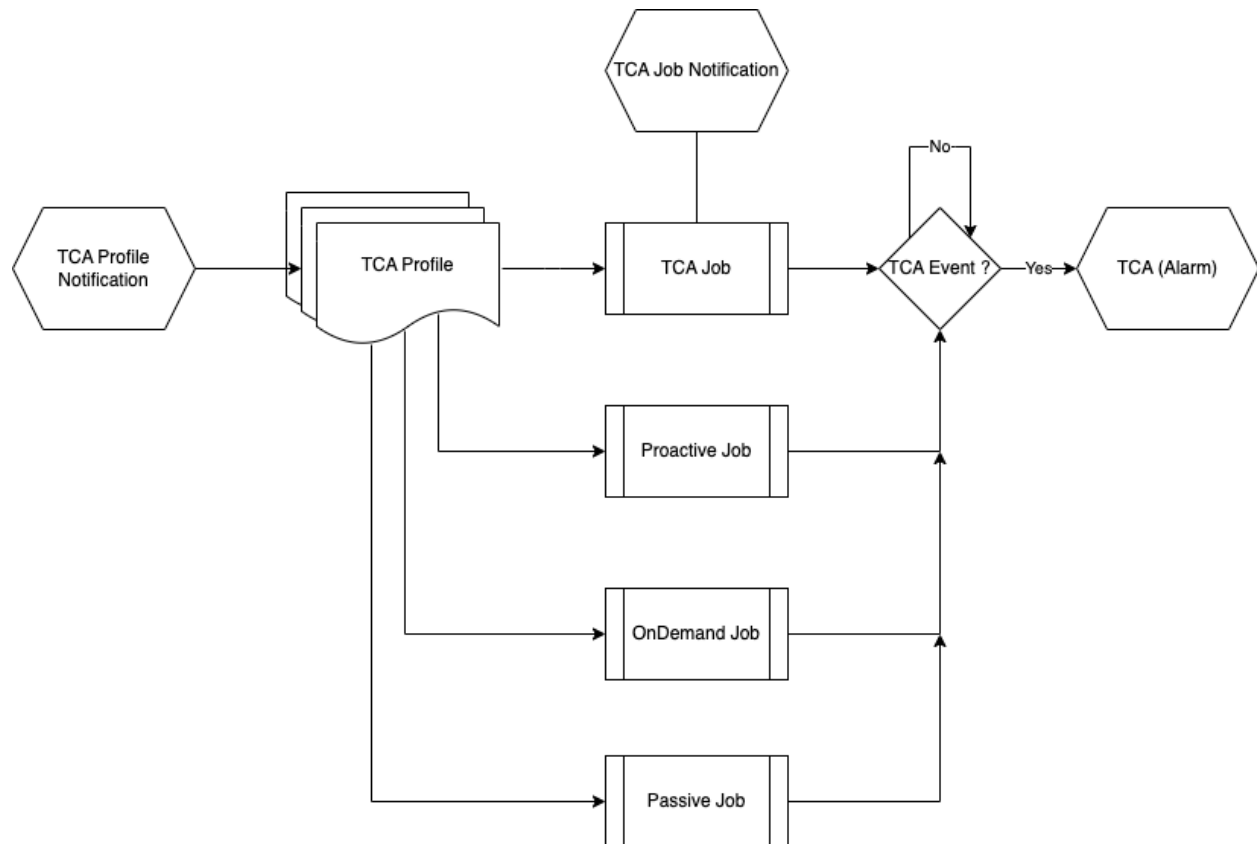 TCA Job Notification
No
TCA Profile
Notification
TCA Profile
TCA Job
TCA Event ?
Yes
TCA (Alarm)
Proactive Job
OnDemand Job
Passive Job